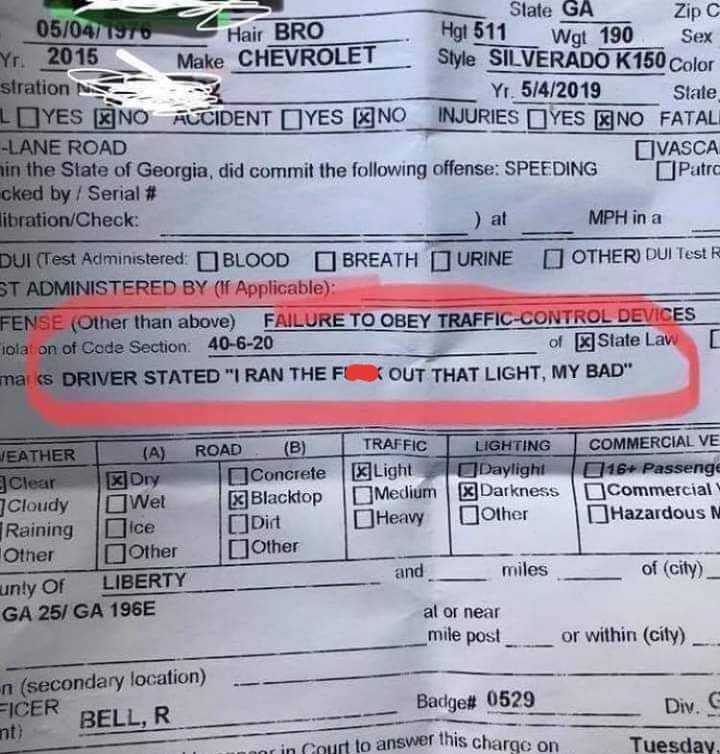 State GA Zip C
05/04/1976 Hair BRO Hgt 511 Wgt 190 Sex
Yr. 2015 Make CHEVROLET Style SILVERADO K150 Color
stration Yr. 5/4/2019 State
L YES NO ACCIDENT YES NO INJURIES YES NO FATAL
-LANE ROAD VASCA
in the State of Georgia, did commit the following offense: SPEEDING Patro
cked by / Serial #
libration/Check: ) at MPH in a
DUI (Test Administered: BLOOD BREATH URINE OTHER) DUI Test R
ST ADMINISTERED BY (If Applicable):
FENSE (Other than above) FAILURE TO OBEY TRAFFIC-CONTROL DEVICES
iolation of Code Section: 40-6-20 of State Law
marks DRIVER STATED "I RAN THE F K OUT THAT LIGHT, MY BAD"
WEATHER (A) ROAD (B) TRAFFIC LIGHTING COMMERCIAL VE
Clear Dry Concrete Light Daylight 16+ Passenge
Cloudy Wet Blacktop Medium Darkness Commercial V
Raining Ice Dirt Heavy Other Hazardous M
Other Other Other
unty Of LIBERTY and miles of (city)
GA 25/ GA 196E at or near
mile post or within (city)
n (secondary location)
FICER BELL, R Badge# 0529 Div.
nt)
in Court to answer this charge on Tuesday